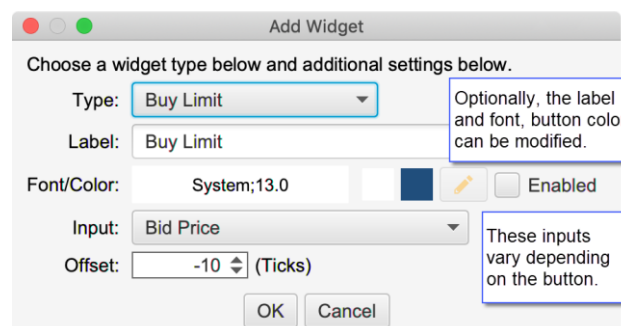 Add Widget
Choose a widget type below and additional settings below.
Type:
Buy Limit
Optionally, the label
and font, button colo
can be modified.
Label:
Buy Limit
Font/Color:
System;13.0
Enabled
Input:
Bid Price
These inputs
vary depending
on the button.
Offset:
-10
(Ticks)
OK
Cancel